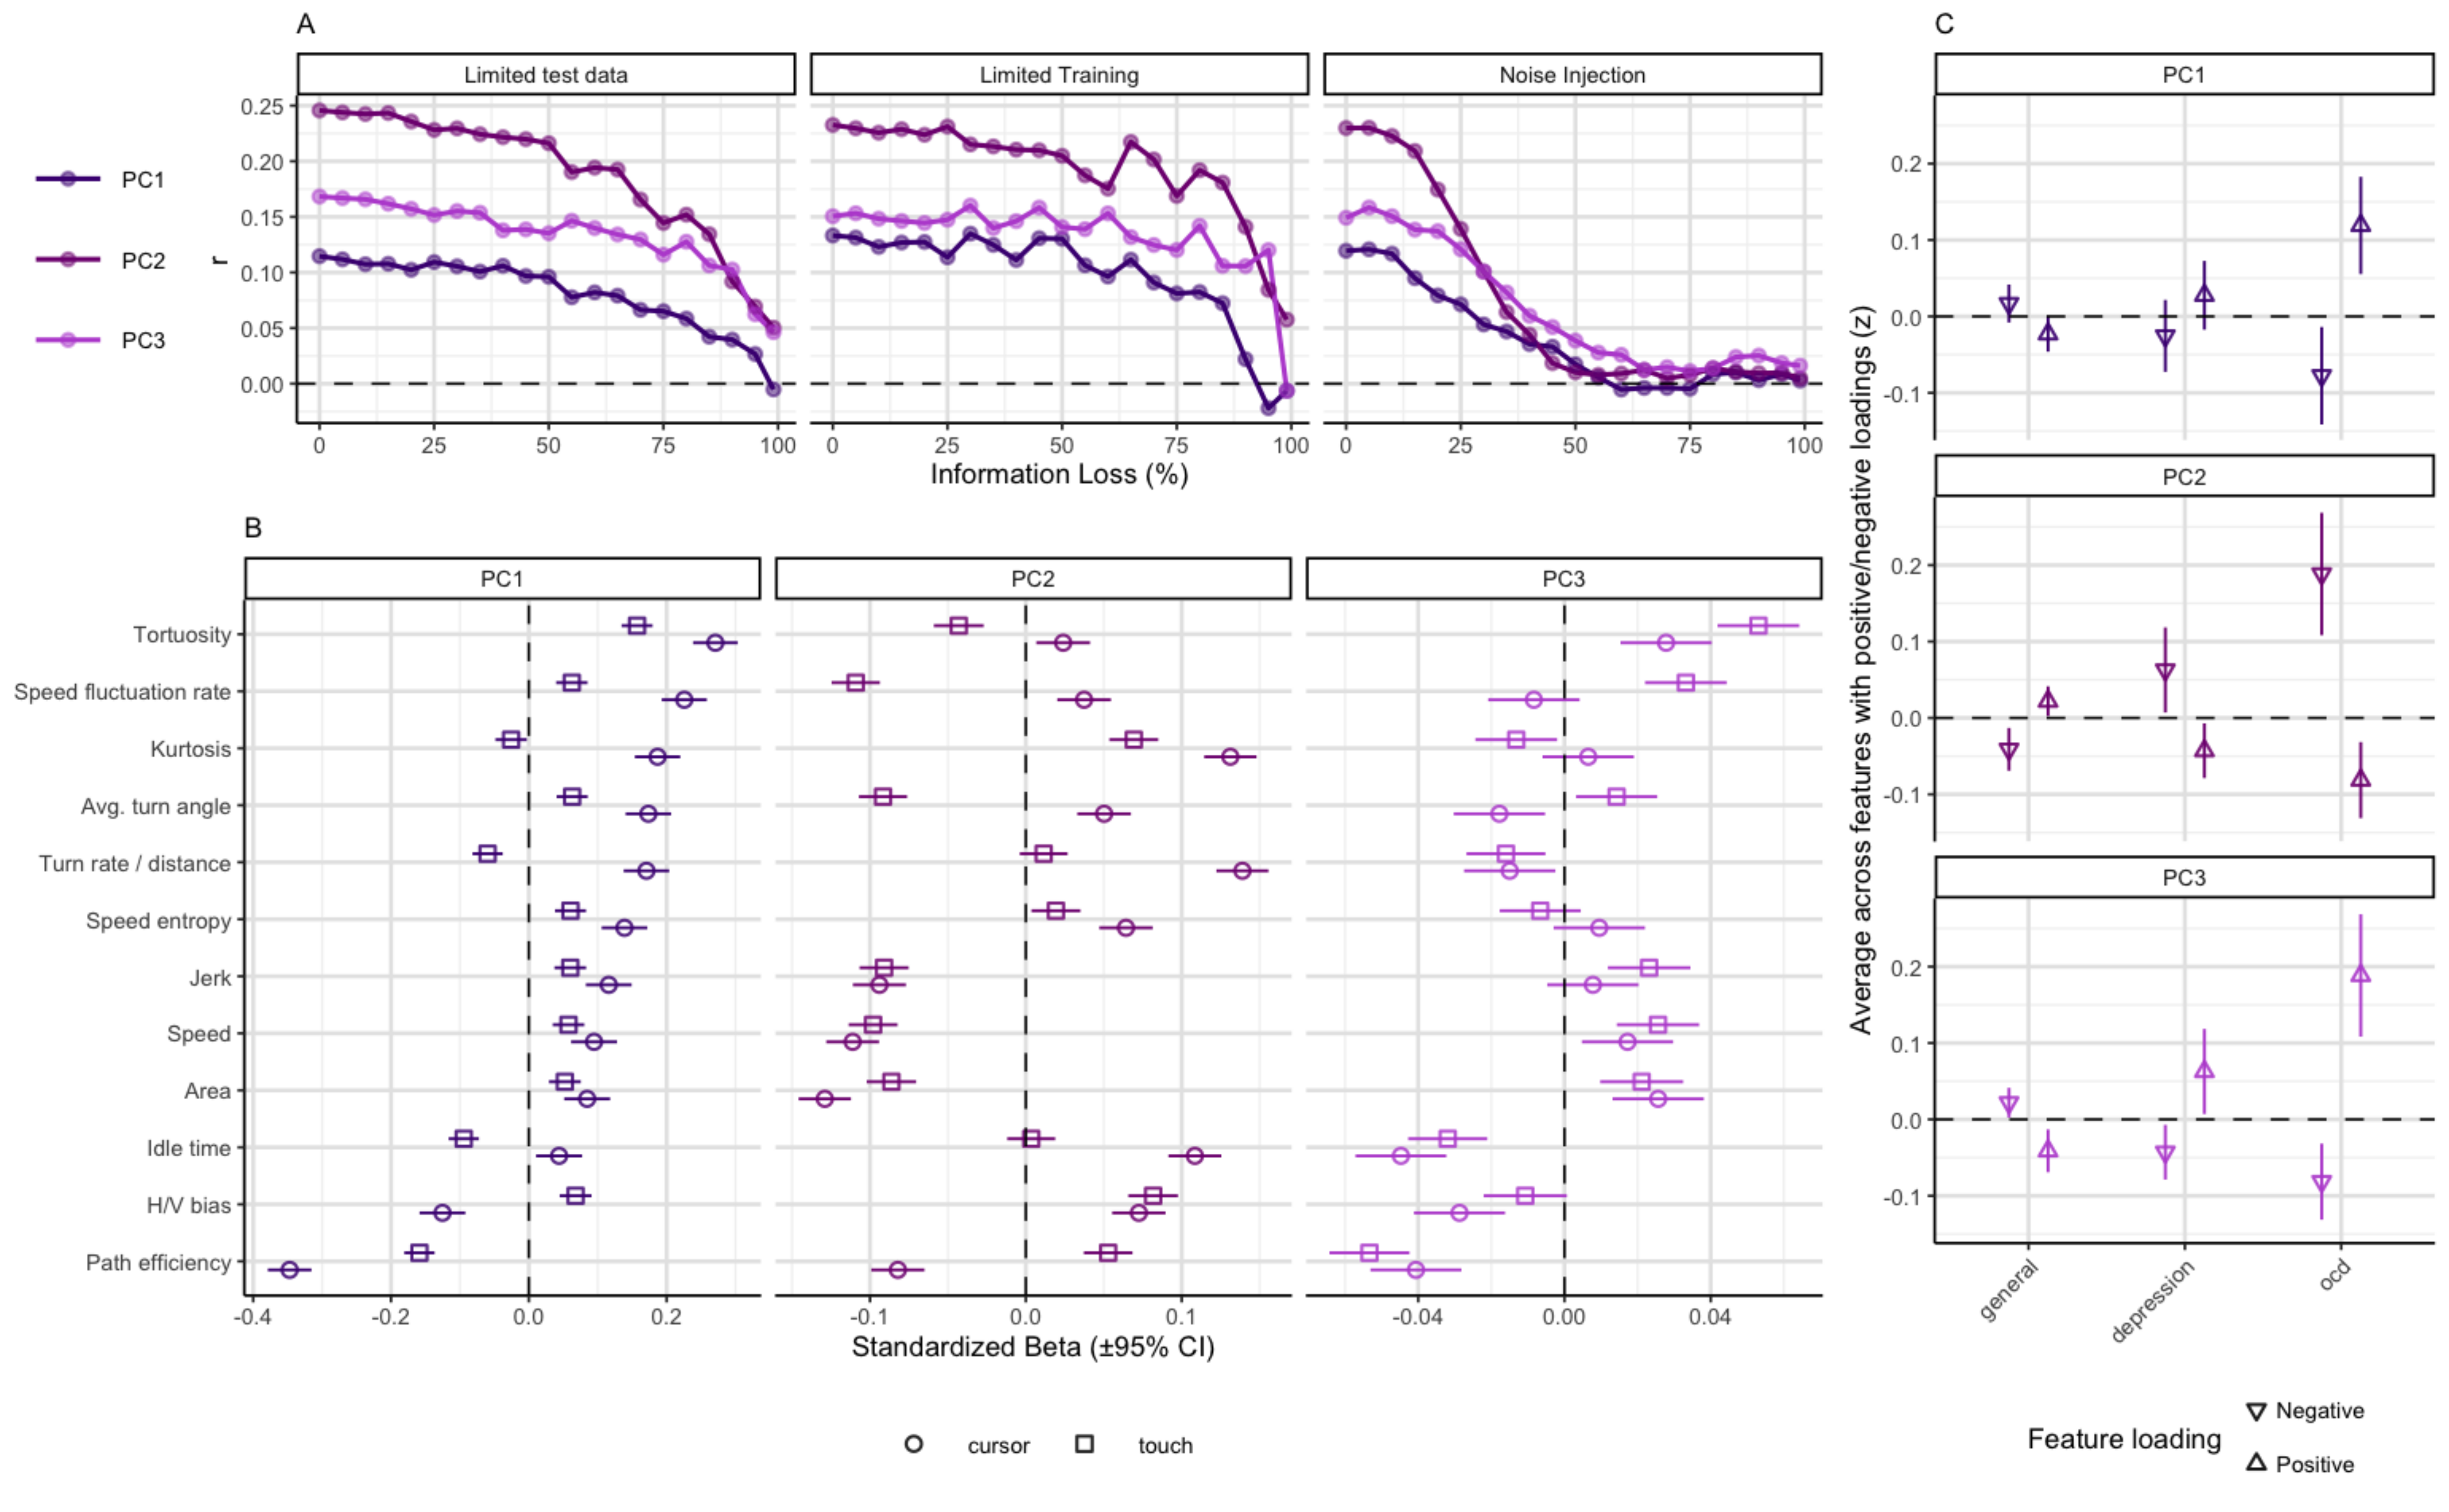 A
Limited test data
Limited Training
Noise Injection
PC1
PC2
PC3
r
0.25
0.20
0.15
0.10
0.05
0.00
0 25 50 75 100
0 25 50 75 100
0 25 50 75 100
Information Loss (%)
B
PC1
PC2
PC3
Tortuosity
Speed fluctuation rate
Kurtosis
Avg. turn angle
Turn rate / distance
Speed entropy
Jerk
Speed
Area
Idle time
H/V bias
Path efficiency
-0.4 -0.2 0.0 0.2
-0.1 0.0 0.1
-0.04 0.00 0.04
Standardized Beta (±95% CI)
cursor
touch
C
PC1
0.2
0.1
0.0
-0.1
PC2
0.2
0.1
0.0
-0.1
PC3
0.2
0.1
0.0
-0.1
Average across features with positive/negative loadings (z)
general
depression
ocd
Feature loading
Negative
Positive